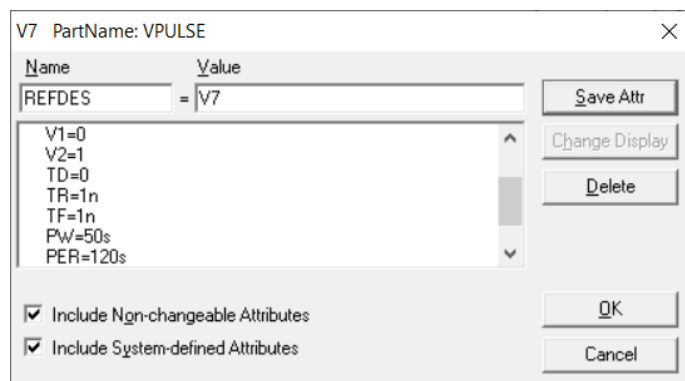 V7 PartName: VPULSE
Name Value
REFDES = V7
Save Attr
V1=0
V2=1
TD=0
TR=1n
TF=1n
PW=50s
PER=120s
Change Display
Delete
Include Non-changeable Attributes
Include System-defined Attributes
OK
Cancel